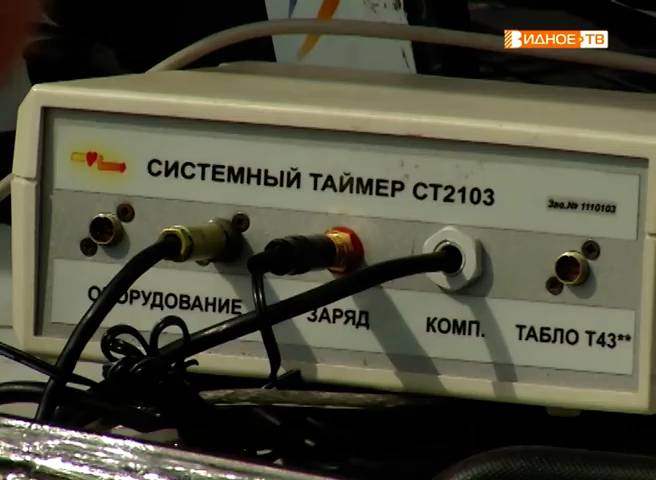 ВИДНОЕ-ТВ
СИСТЕМНЫЙ ТАЙМЕР СТ2103
Зав.№ 1110103
ОБОРУДОВАНИЕ
ЗАРЯД
КОМП.
ТАБЛО Т43**